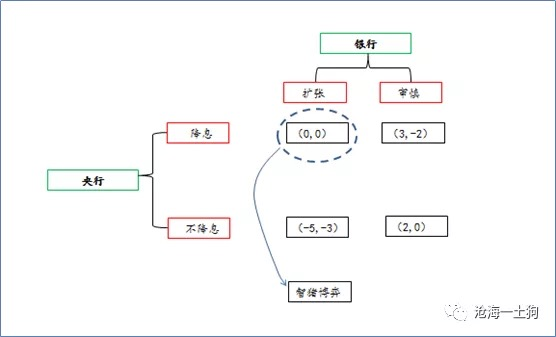 银行
扩张
审慎
降息
(0,0)
(3,-2)
央行
不降息
(-5,-3)
(2,0)
智猪博弈
沧海一土狗